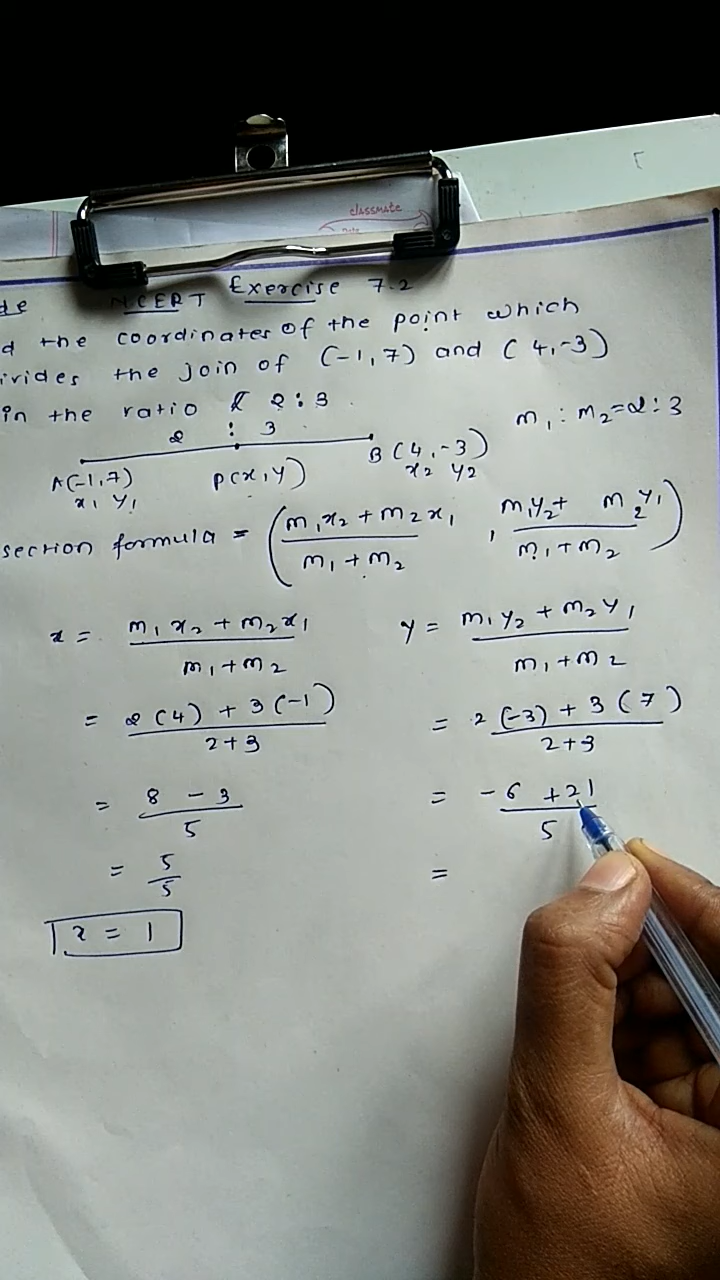 classmate
de NCERT Exercise 7.2
d the coordinates of the point which
ivides the join of (-1,7) and (4,-3)
in the ratio 2:3.
m₁ : m₂ = 2 : 3
2 : 3
A(-1,7) P(x,y) B(4,-3)
x₁ y₁ x₂ y₂
section formula = ( (m₁x₂ + m₂x₁)/(m₁ + m₂) , (m₁y₂ + m₂y₁)/(m₁ + m₂) )
x = (m₁x₂ + m₂x₁)/(m₁ + m₂)
= (2(4) + 3(-1))/(2+3)
= (8 - 3)/5
= 5/5
x = 1
y = (m₁y₂ + m₂y₁)/(m₁ + m₂)
= (2(-3) + 3(7))/(2+3)
= (-6 + 21)/5
=